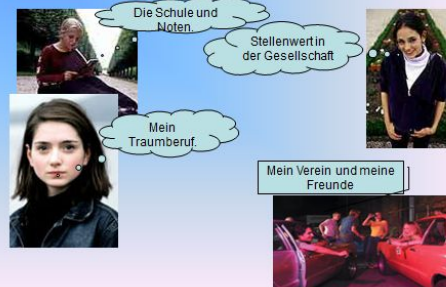 Die Schule und
Noten.
Stellenwert in
der Gesellschaft
Mein
Traumberuf.
Mein Verein und meine
Freunde